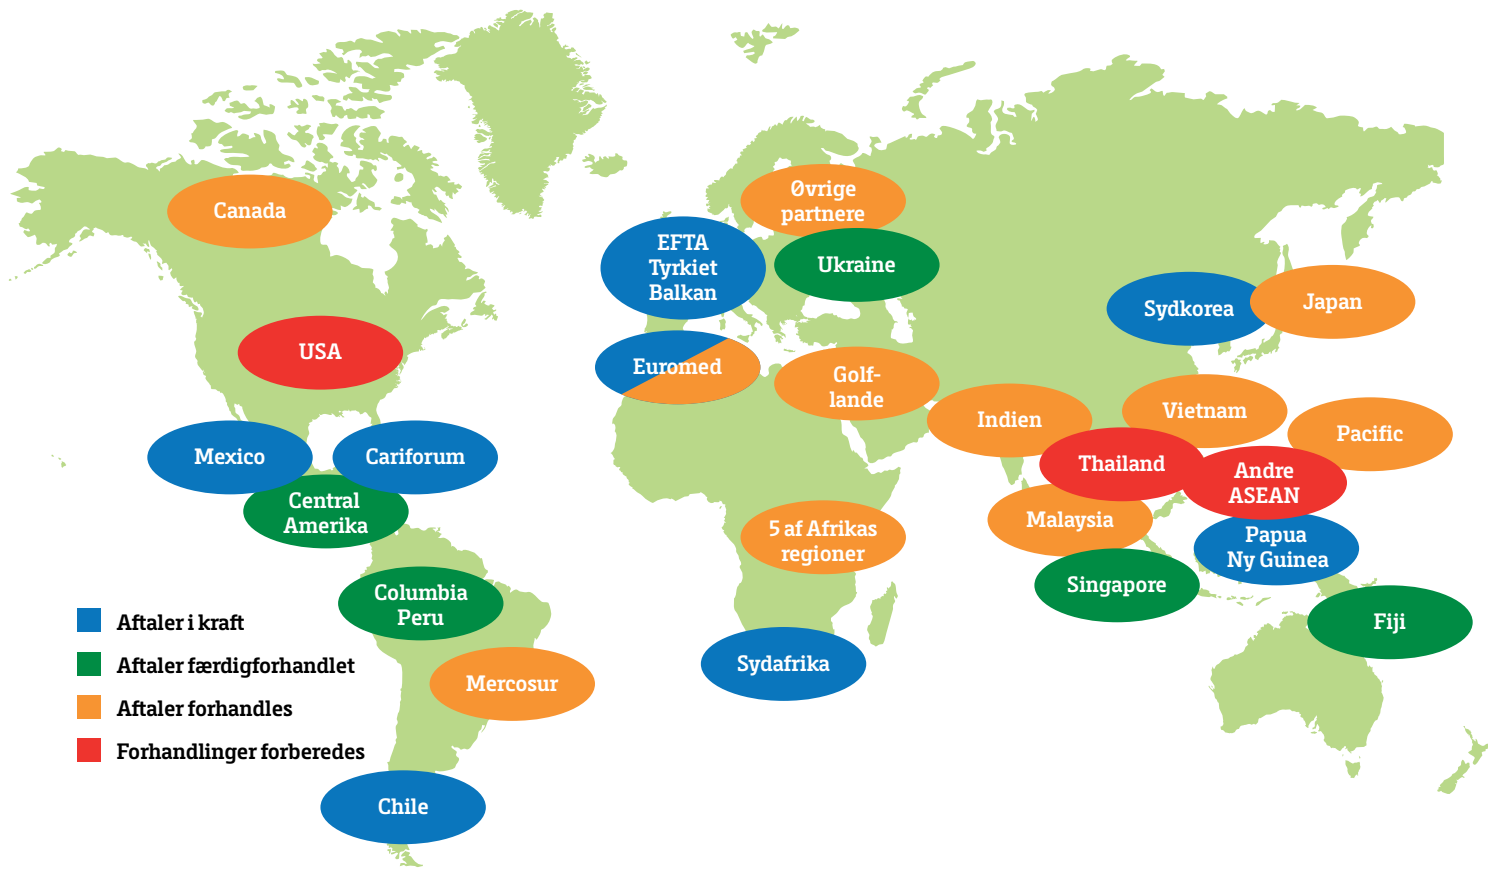 Øvrige
partnere
Canada
EFTA
Tyrkiet
Balkan
Ukraine
Sydkorea
Japan
USA
Euromed
Golf-
lande
Indien
Vietnam
Pacific
Mexico
Cariforum
Thailand
Andre
ASEAN
Central
Amerika
Malaysia
5 af Afrikas
regioner
Papua
Ny Guinea
Singapore
Columbia
Peru
Fiji
Sydafrika
Mercosur
Chile
Aftaler i kraft
Aftaler færdigforhandlet
Aftaler forhandles
Forhandlinger forberedes